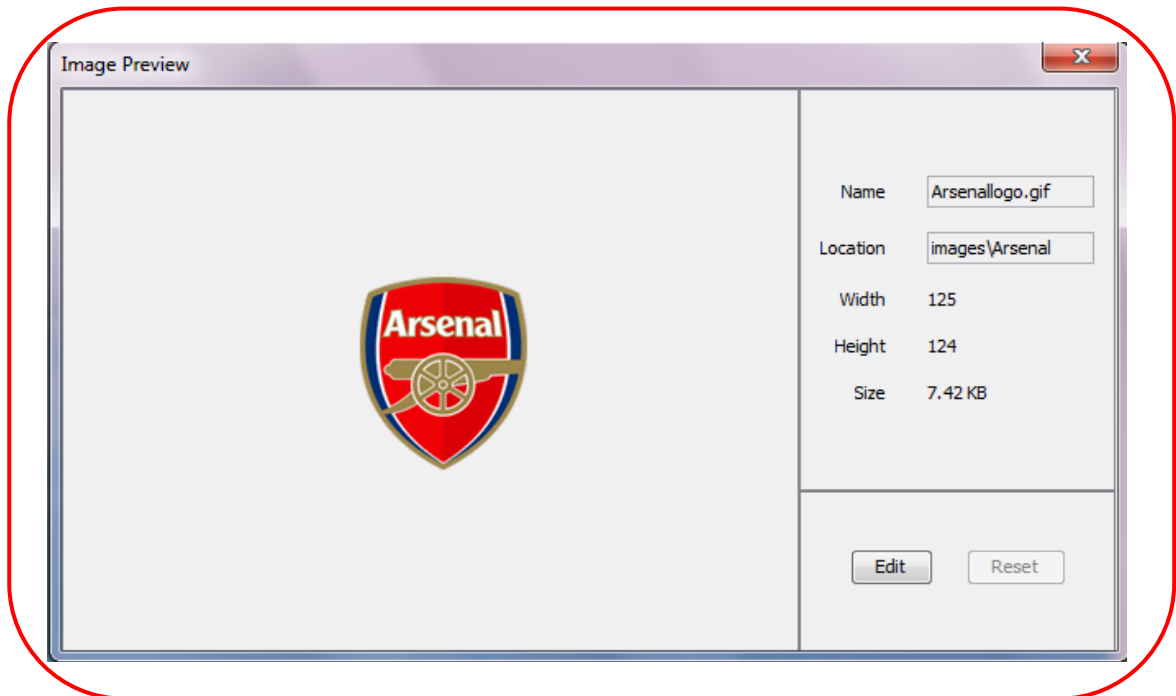 Image Preview
X
Arsenal
Name Arsenallogo.gif
Location images\Arsenal
Width 125
Height 124
Size 7.42 KB
Edit Reset